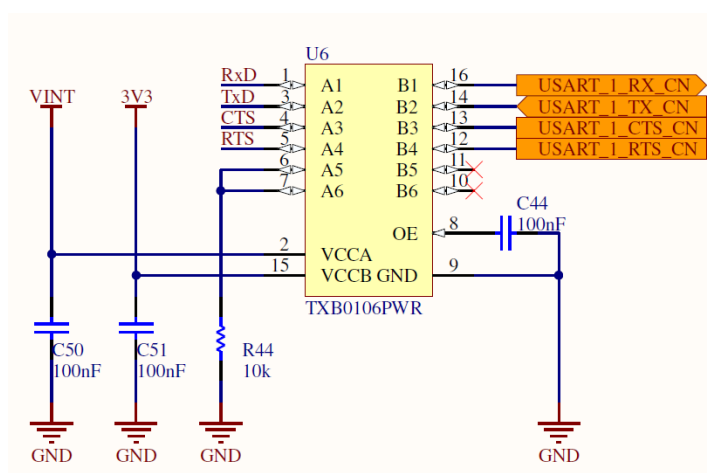 U6
RxD 1 A1 B1 16 USART_1_RX_CN
TxD 3 A2 B2 14 USART_1_TX_CN
CTS 4 A3 B3 13 USART_1_CTS_CN
RTS 5 A4 B4 12 USART_1_RTS_CN
6 A5 B5 11
7 A6 B6 10
VINT 3V3
OE 8 C44
100nF
2 VCCA
15 VCCB GND 9
TXB0106PWR
C50
100nF
C51
100nF
R44
10k
GND GND GND GND